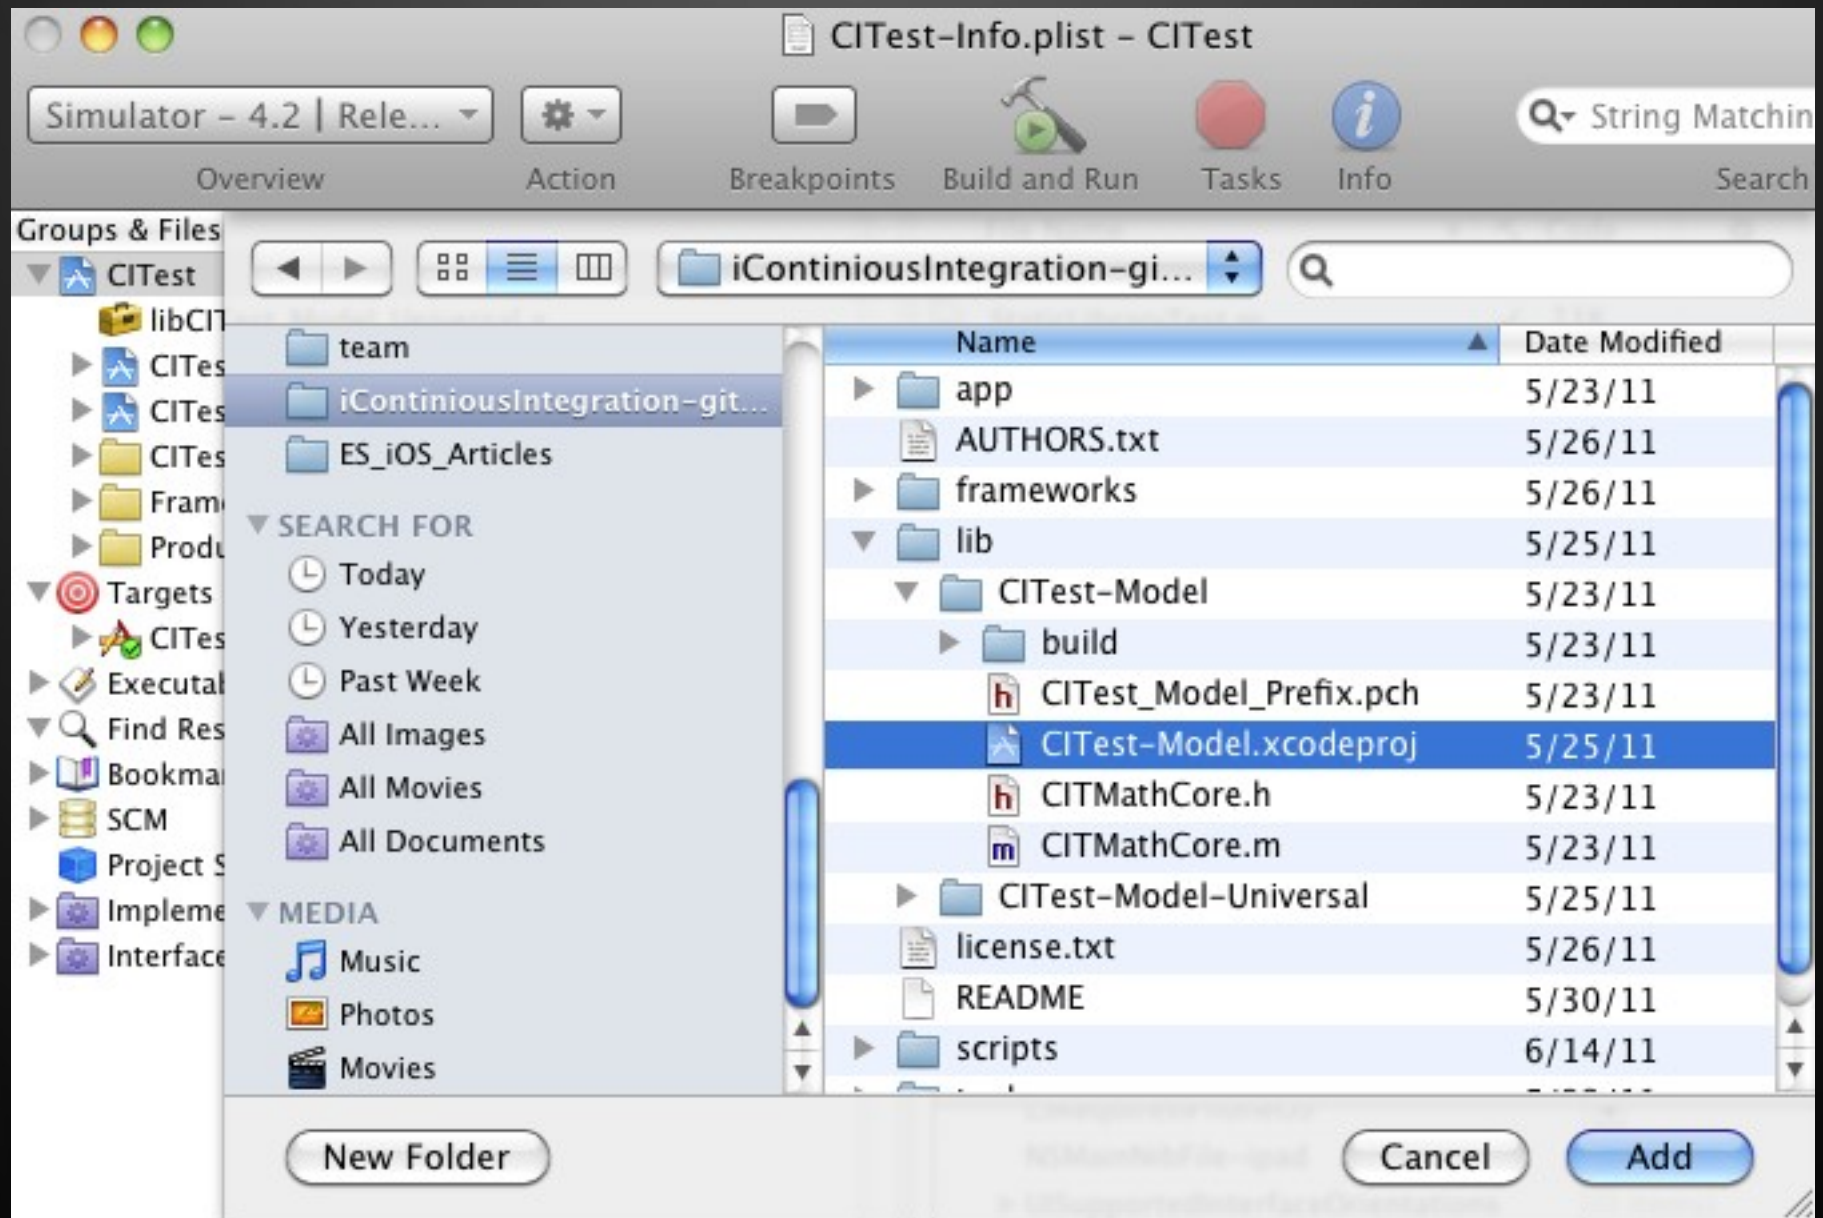 CITest-Info.plist – CITest
Simulator – 4.2 | Rele...
String Matchin
Overview
Action
Breakpoints
Build and Run
Tasks
Info
Search
Groups & Files
CITest
libCIT
CITes
CITes
CITes
Fram
Produ
Targets
CITes
Executal
Find Res
Bookmar
SCM
Project S
Impleme
Interface
iContiniousIntegration-gi...
team
iContiniousIntegration-git...
ES_iOS_Articles
SEARCH FOR
Today
Yesterday
Past Week
All Images
All Movies
All Documents
MEDIA
Music
Photos
Movies
Name Date Modified
app 5/23/11
AUTHORS.txt 5/26/11
frameworks 5/26/11
lib 5/25/11
CITest-Model 5/23/11
build 5/23/11
CITest_Model_Prefix.pch 5/23/11
CITest-Model.xcodeproj 5/25/11
CITMathCore.h 5/23/11
CITMathCore.m 5/23/11
CITest-Model-Universal 5/25/11
license.txt 5/26/11
README 5/30/11
scripts 6/14/11
New Folder
Cancel
Add